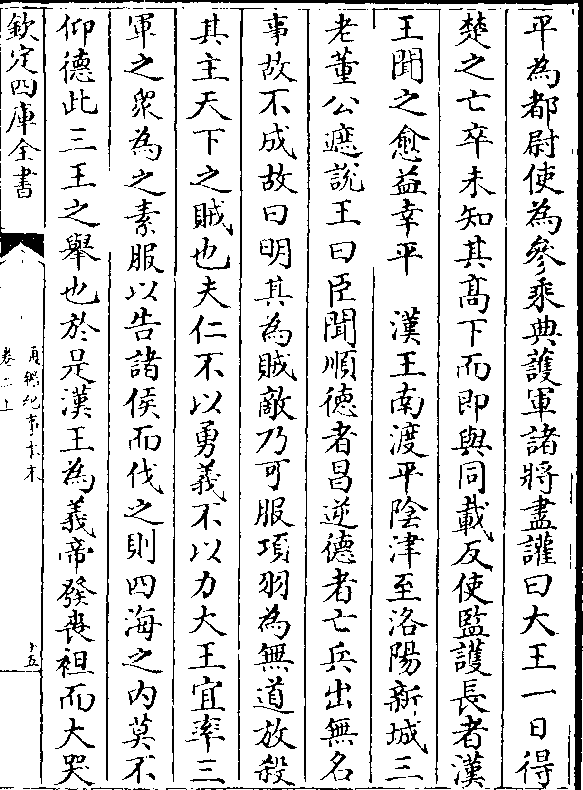 平為都尉使為參乘典護軍諸將盡讙曰大王一日得
楚之亡卒未知其高下而即與同載反使監護長者漢
王聞之愈益幸平　漢王南渡平陰津至洛陽新城三
老董公遮說王曰臣聞順德者昌逆德者亡兵出無名
事故不成故曰明其為賊敵乃可服項羽為無道放殺
其主天下之賊也夫仁不以勇義不以力大王宜率三
軍之衆為之素服以告諸侯而伐之則四海之内莫不
仰德此三王之舉也於是漢王為義帝發喪袒而大哭
欽定四庫全書
通鑑紀事本末
卷二上
十五